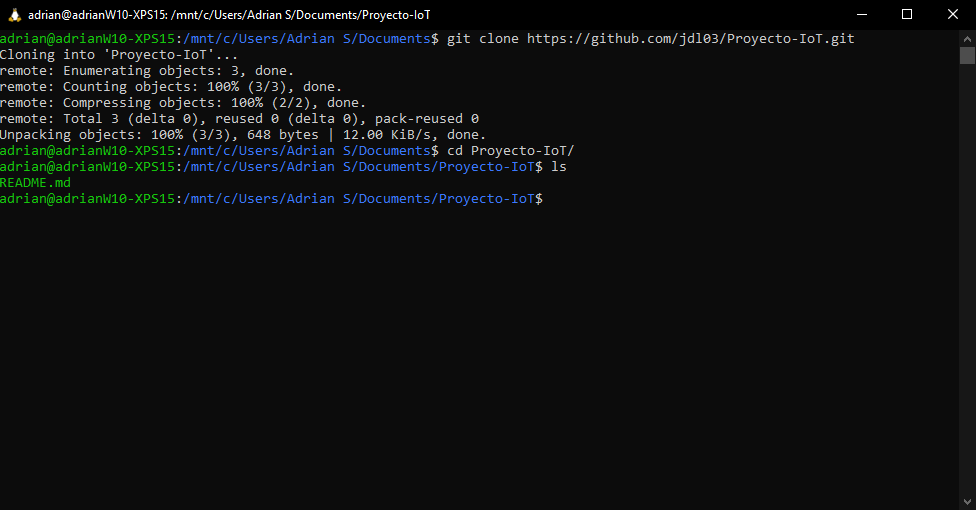 adrian@adrianW10-XPS15: /mnt/c/Users/Adrian S/Documents/Proyecto-IoT
adrian@adrianW10-XPS15:/mnt/c/Users/Adrian S/Documents$ git clone https://github.com/jdl03/Proyecto-IoT.git
Cloning into 'Proyecto-IoT'...
remote: Enumerating objects: 3, done.
remote: Counting objects: 100% (3/3), done.
remote: Compressing objects: 100% (2/2), done.
remote: Total 3 (delta 0), reused 0 (delta 0), pack-reused 0
Unpacking objects: 100% (3/3), 648 bytes | 12.00 KiB/s, done.
adrian@adrianW10-XPS15:/mnt/c/Users/Adrian S/Documents$ cd Proyecto-IoT/
adrian@adrianW10-XPS15:/mnt/c/Users/Adrian S/Documents/Proyecto-IoT$ ls
README.md
adrian@adrianW10-XPS15:/mnt/c/Users/Adrian S/Documents/Proyecto-IoT$